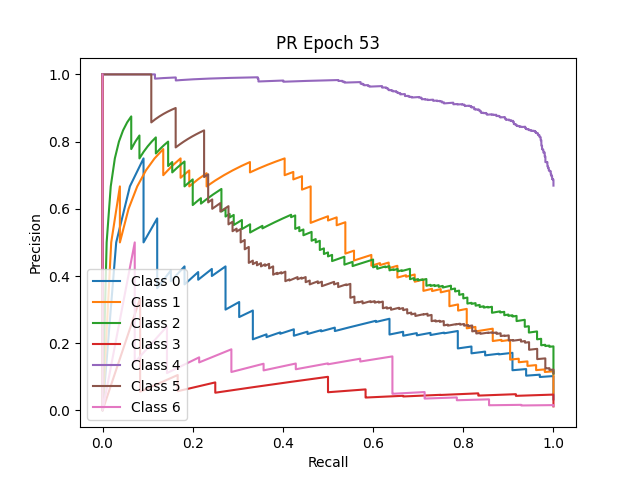 PR Epoch 53
Precision
1.0
0.8
0.6
0.4
0.2
0.0
Class 0
Class 1
Class 2
Class 3
Class 4
Class 5
Class 6
0.0 0.2 0.4 0.6 0.8 1.0
Recall